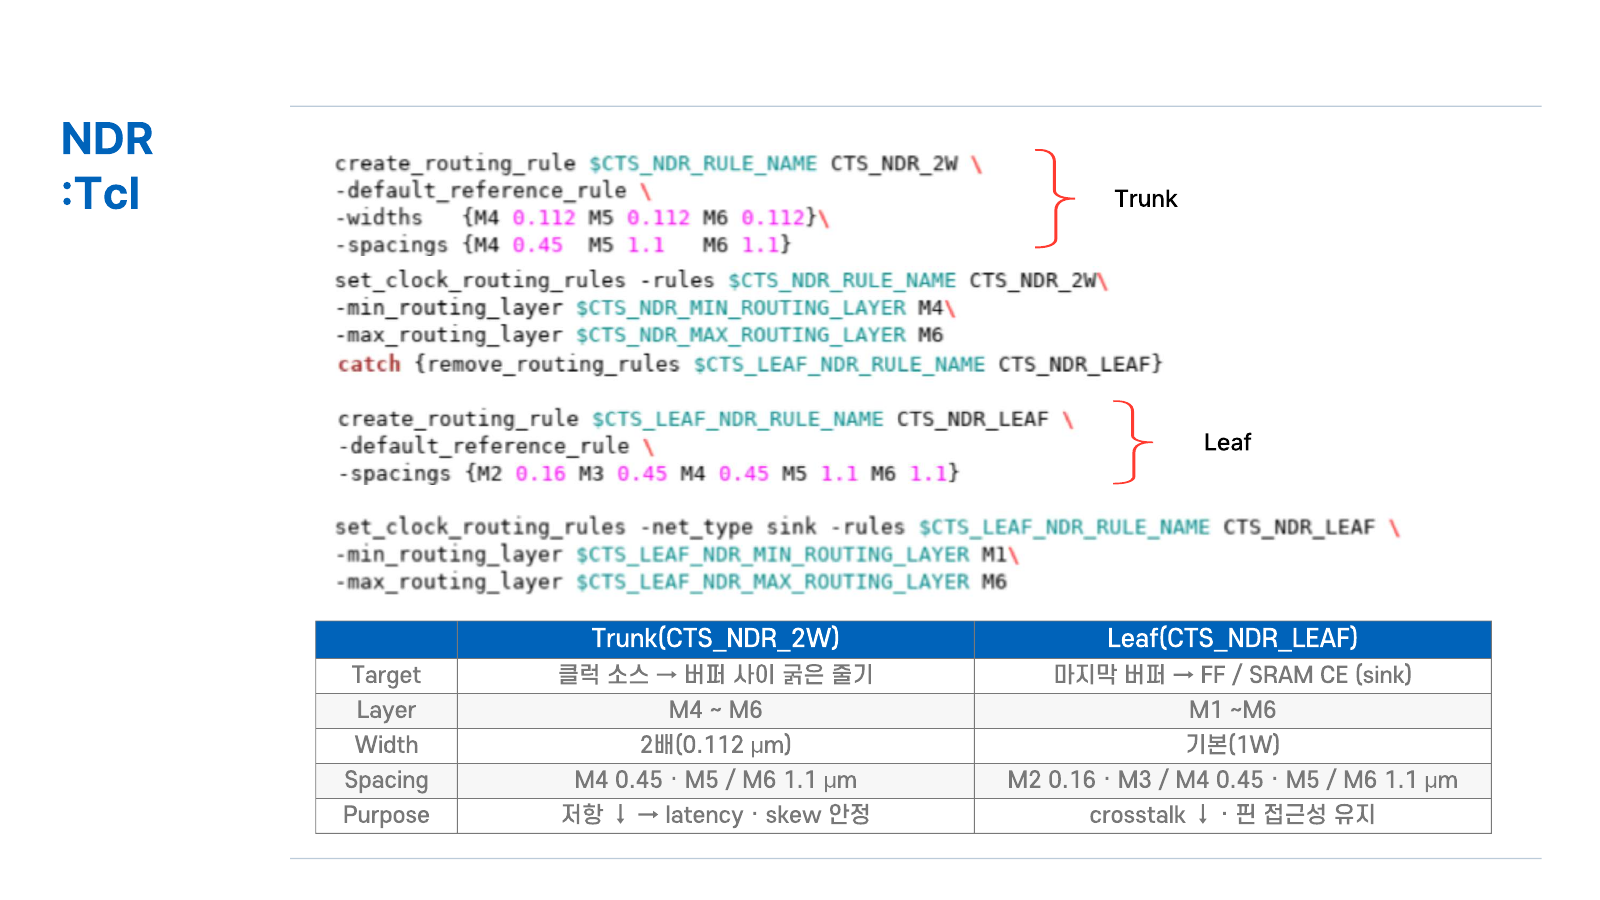 NDR
:Tcl
create_routing_rule $CTS_NDR_RULE_NAME CTS_NDR_2W \
-default_reference_rule \
-widths   {M4 0.112 M5 0.112 M6 0.112}\
-spacings {M4 0.45  M5 1.1   M6 1.1}
Trunk
set_clock_routing_rules -rules $CTS_NDR_RULE_NAME CTS_NDR_2W\
-min_routing_layer $CTS_NDR_MIN_ROUTING_LAYER M4\
-max_routing_layer $CTS_NDR_MAX_ROUTING_LAYER M6
catch {remove_routing_rules $CTS_LEAF_NDR_RULE_NAME CTS_NDR_LEAF}
create_routing_rule $CTS_LEAF_NDR_RULE_NAME CTS_NDR_LEAF \
-default_reference_rule \
-spacings {M2 0.16 M3 0.45 M4 0.45 M5 1.1 M6 1.1}
Leaf
set_clock_routing_rules -net_type sink -rules $CTS_LEAF_NDR_RULE_NAME CTS_NDR_LEAF \
-min_routing_layer $CTS_LEAF_NDR_MIN_ROUTING_LAYER M1\
-max_routing_layer $CTS_LEAF_NDR_MAX_ROUTING_LAYER M6
Trunk(CTS_NDR_2W) Leaf(CTS_NDR_LEAF)
Target 클럭 소스 → 버퍼 사이 굵은 줄기 마지막 버퍼 → FF / SRAM CE (sink)
Layer M4 ~ M6 M1 ~M6
Width 2배(0.112 µm) 기본(1W)
Spacing M4 0.45 · M5 / M6 1.1 µm M2 0.16 · M3 / M4 0.45 · M5 / M6 1.1 µm
Purpose 저항 ↓ → latency · skew 안정 crosstalk ↓ · 핀 접근성 유지